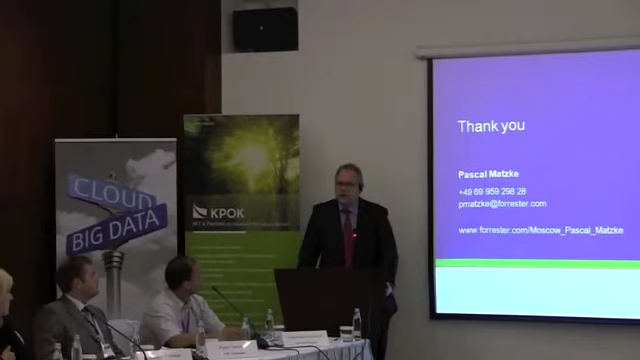 CLOUD
BIG DATA
КРОК
Thank you
Pascal Matzke
+49 69 959 298 28
pmatzke@forrester.com
www.forrester.com/Moscow_Pascal_Matzke